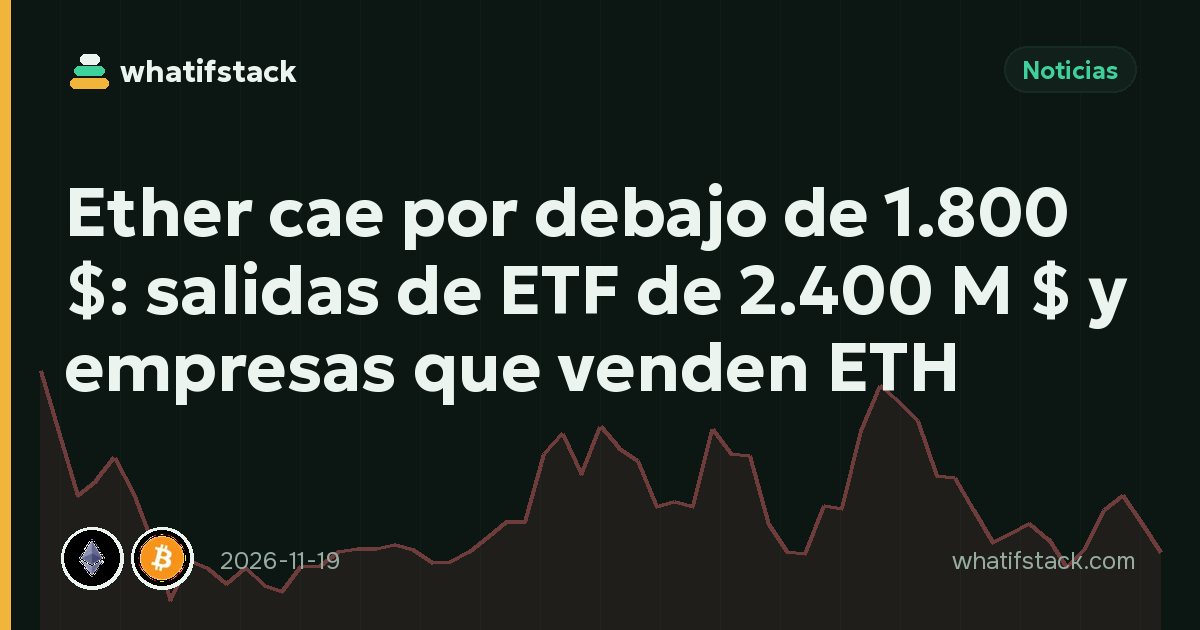 whatifstack
Noticias
Ether cae por debajo de 1.800
$: salidas de ETF de 2.400 M $ y
empresas que venden ETH
2026-11-19
whatifstack.com